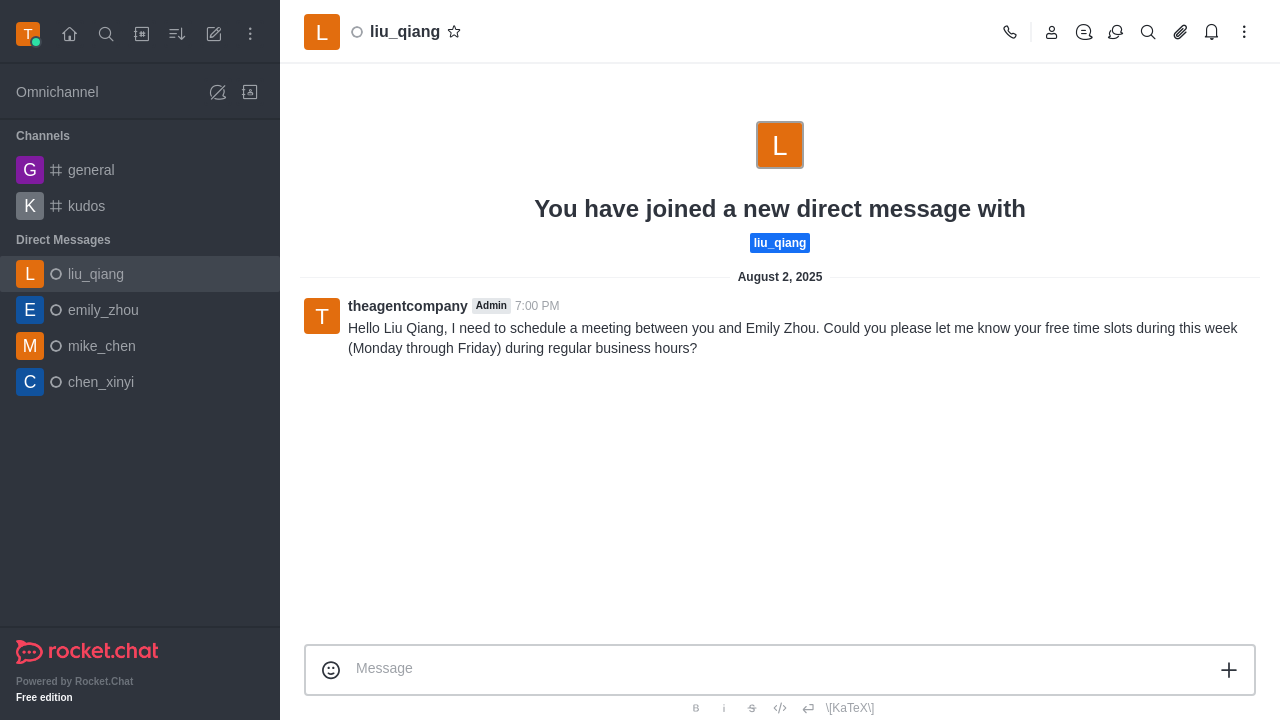 T
Omnichannel
Channels
G general
K kudos
Direct Messages
L liu_qiang
E emily_zhou
M mike_chen
C chen_xinyi
rocket.chat
Powered by Rocket.Chat
Free edition
L liu_qiang
L
You have joined a new direct message with
liu_qiang
August 2, 2025
T theagentcompany Admin 7:00 PM
Hello Liu Qiang, I need to schedule a meeting between you and Emily Zhou. Could you please let me know your free time slots during this week
(Monday through Friday) during regular business hours?
Message
B i S \[KaTeX\]